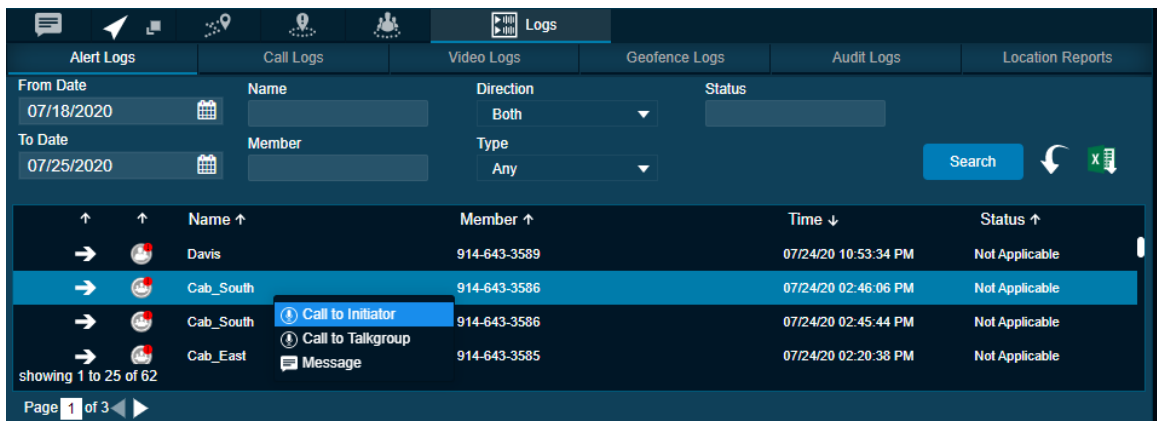 Logs
Alert Logs Call Logs Video Logs Geofence Logs Audit Logs Location Reports
From Date Name Direction Status
07/18/2020 Both
To Date Member Type
07/25/2020 Any Search
Name Member Time Status
Davis 914-643-3589 07/24/20 10:53:34 PM Not Applicable
Cab_South 914-643-3586 07/24/20 02:46:06 PM Not Applicable
Call to Initiator
Cab_South 914-643-3586 07/24/20 02:45:44 PM Not Applicable
Call to Talkgroup
Cab_East 914-643-3585 07/24/20 02:20:38 PM Not Applicable
Message
showing 1 to 25 of 62
Page 1 of 3